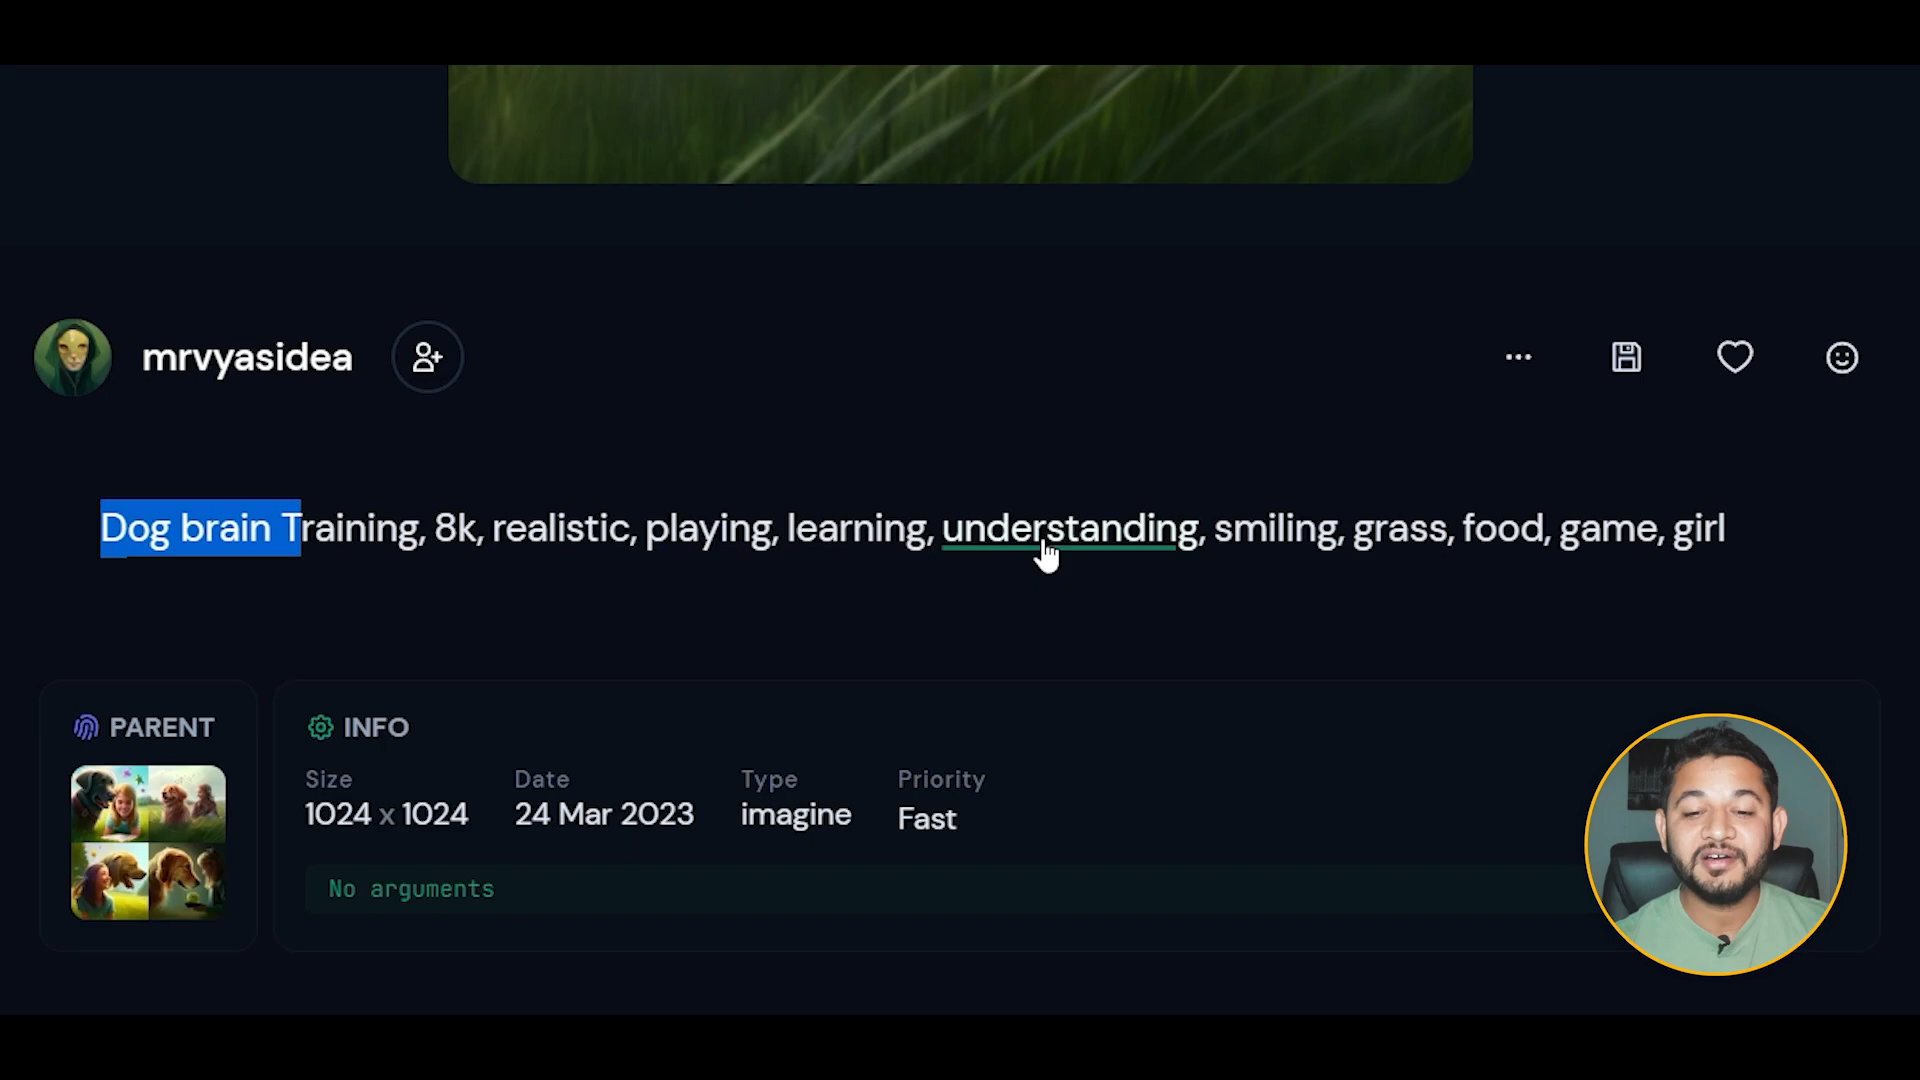 mrvyasidea
Dog brain Training, 8k, realistic, playing, learning, understanding, smiling, grass, food, game, girl
PARENT
INFO
Size
1024 x 1024
Date
24 Mar 2023
Type
imagine
Priority
Fast
No arguments